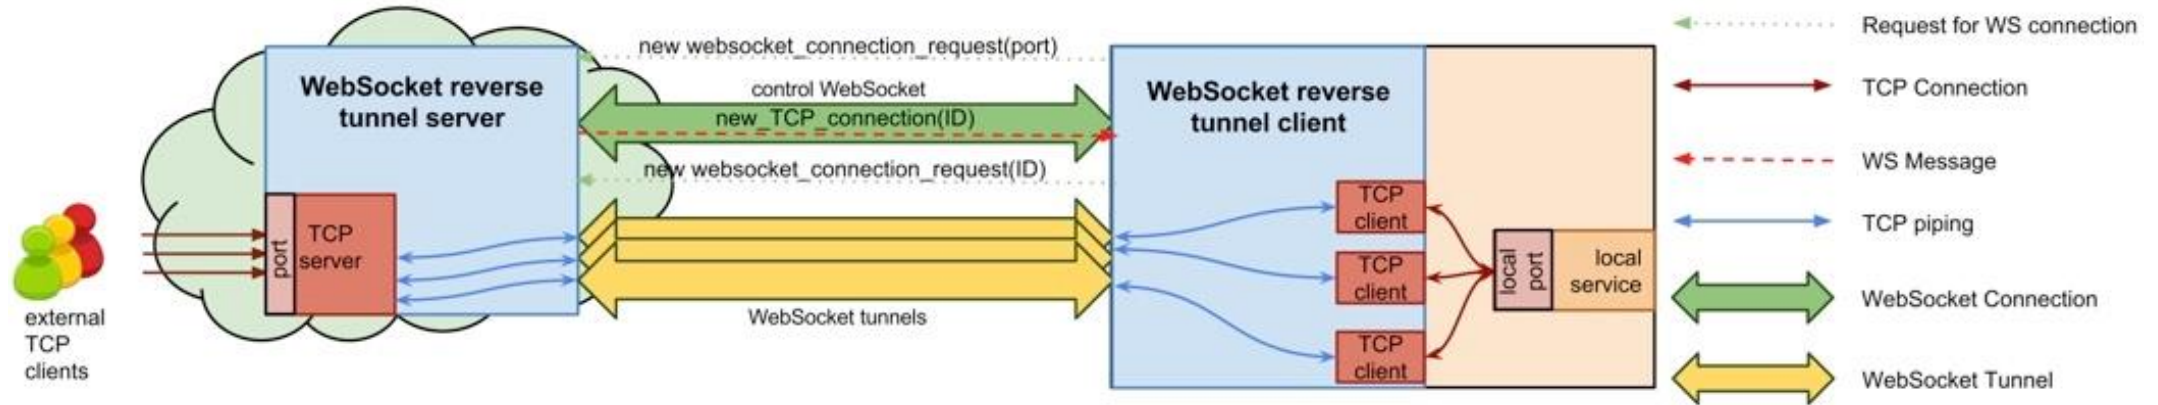 new websocket_connection_request(port)
WebSocket reverse
tunnel server
control WebSocket
new_TCP_connection(ID)
new websocket_connection_request(ID)
WebSocket reverse
tunnel client
port
TCP
server
external
TCP
clients
WebSocket tunnels
TCP
client
TCP
client
TCP
client
local
port
local
service
Request for WS connection
TCP Connection
WS Message
TCP piping
WebSocket Connection
WebSocket Tunnel